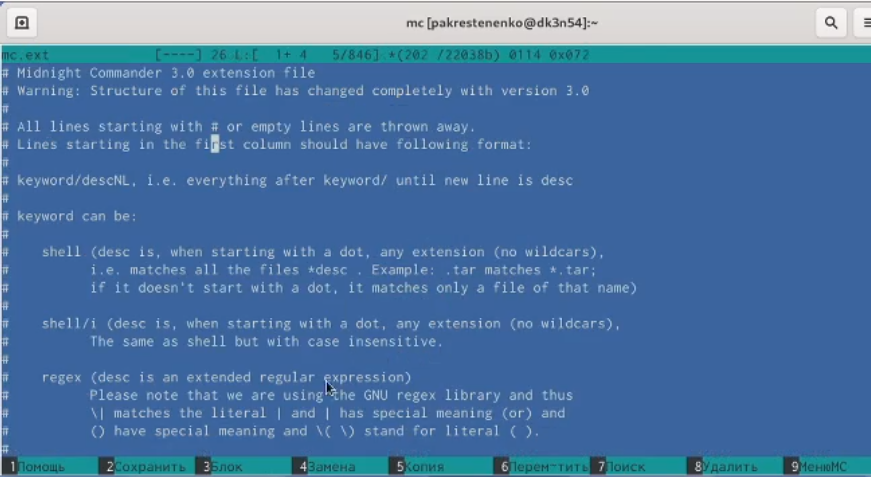 mc [pakrestenenko@dk3n54]:~
mc.ext [----] 26 L:[ 1+ 4 5/846] *(202 /22038b) 0114 0x072
# Midnight Commander 3.0 extension file
# Warning: Structure of this file has changed completely with version 3.0
#
# All lines starting with # or empty lines are thrown away.
# Lines starting in the first column should have following format:
#
# keyword/descNL, i.e. everything after keyword/ until new line is desc
#
# keyword can be:
#
# shell (desc is, when starting with a dot, any extension (no wildcars),
# i.e. matches all the files *desc . Example: .tar matches *.tar;
# if it doesn't start with a dot, it matches only a file of that name)
#
# shell/i (desc is, when starting with a dot, any extension (no wildcars),
# The same as shell but with case insensitive.
#
# regex (desc is an extended regular expression)
# Please note that we are using the GNU regex library and thus
# \| matches the literal | and | has special meaning (or) and
# () have special meaning and \( \) stand for literal ( ).
#
1Помощь 2Сохранить 3Блок 4Замена 5Копия 6Перем~тить 7Поиск 8Удалить 9МенюMC